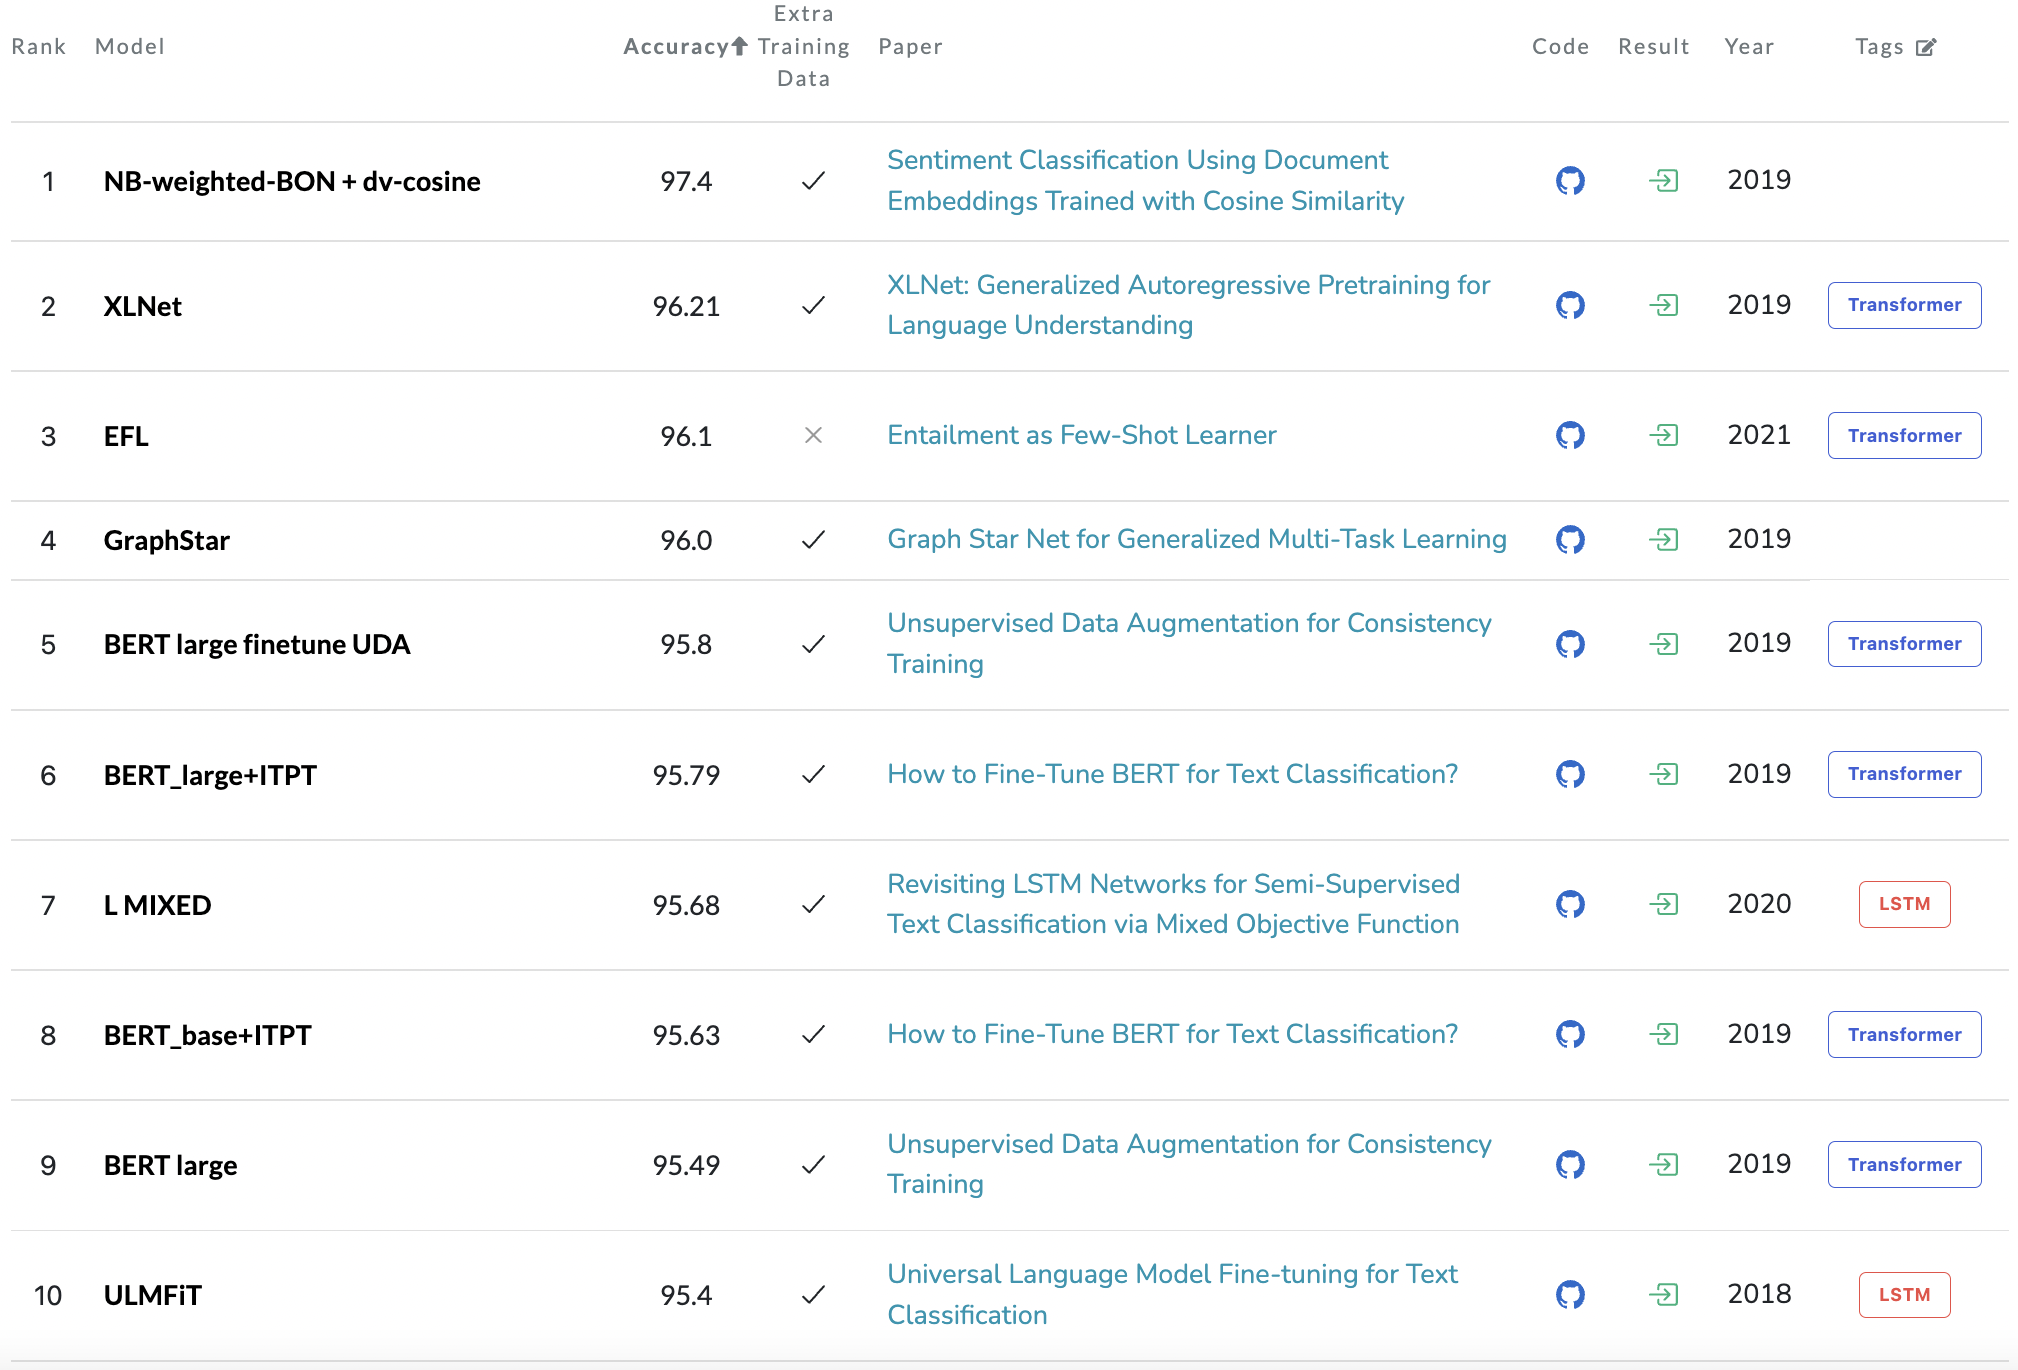 Rank Model Accuracy Extra Training Data Paper Code Result Year Tags
1 NB-weighted-BON + dv-cosine 97.4 Sentiment Classification Using Document
Embeddings Trained with Cosine Similarity 2019
2 XLNet 96.21 XLNet: Generalized Autoregressive Pretraining for
Language Understanding 2019 Transformer
3 EFL 96.1 Entailment as Few-Shot Learner 2021 Transformer
4 GraphStar 96.0 Graph Star Net for Generalized Multi-Task Learning 2019
5 BERT large finetune UDA 95.8 Unsupervised Data Augmentation for Consistency
Training 2019 Transformer
6 BERT_large+ITPT 95.79 How to Fine-Tune BERT for Text Classification? 2019 Transformer
7 L MIXED 95.68 Revisiting LSTM Networks for Semi-Supervised
Text Classification via Mixed Objective Function 2020 LSTM
8 BERT_base+ITPT 95.63 How to Fine-Tune BERT for Text Classification? 2019 Transformer
9 BERT large 95.49 Unsupervised Data Augmentation for Consistency
Training 2019 Transformer
10 ULMFiT 95.4 Universal Language Model Fine-tuning for Text
Classification 2018 LSTM